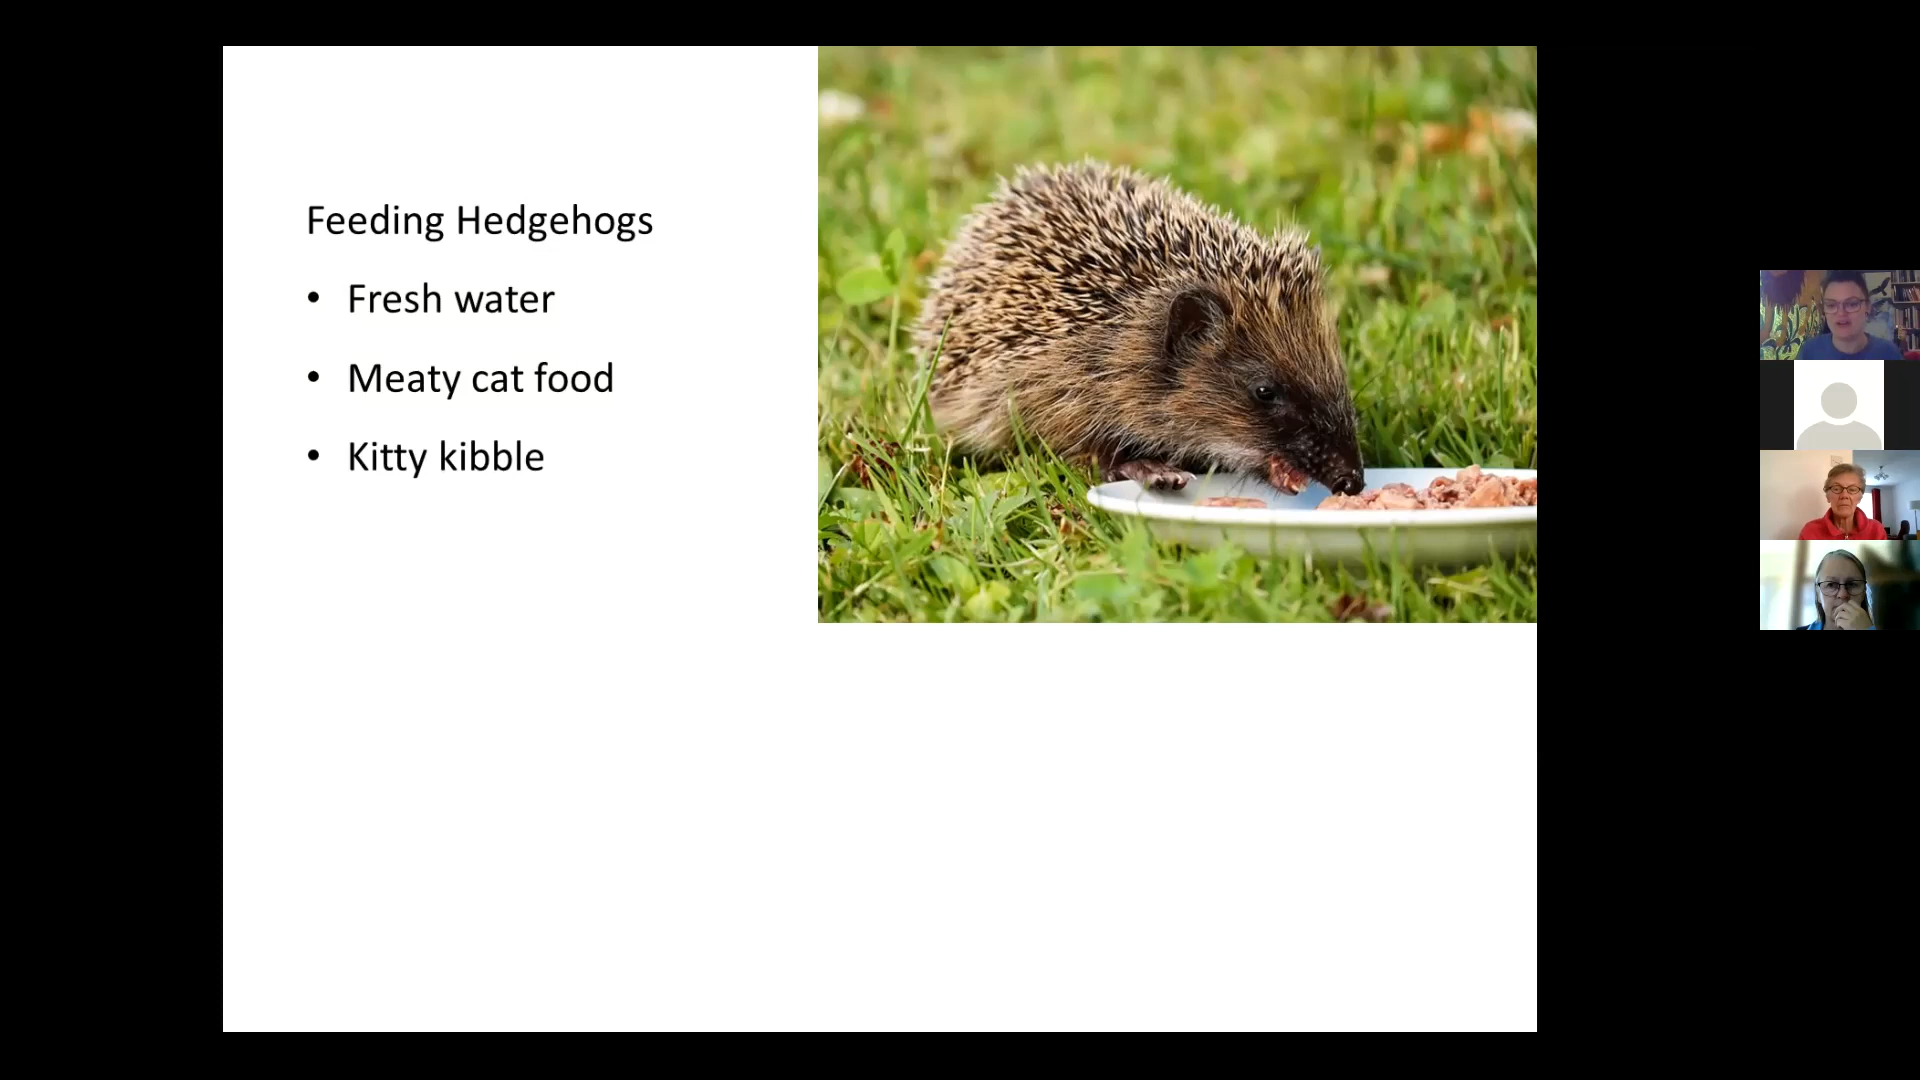 Feeding Hedgehogs
• Fresh water
• Meaty cat food
• Kitty kibble